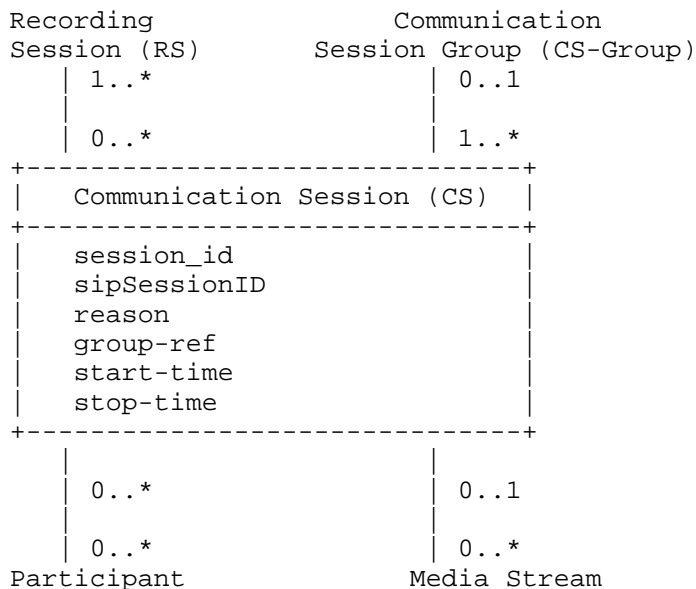 Recording                Communication
Session (RS)       Session Group (CS-Group)
   | 1..*                   | 0..1
   |                        |
   | 0..*                   | 1..*
+-------------------------------+
|   Communication Session (CS)  |
+-------------------------------+
|   session_id                  |
|   sipSessionID                |
|   reason                      |
|   group-ref                   |
|   start-time                  |
|   stop-time                   |
+-------------------------------+
   |                       |
   | 0..*                  | 0..1
   |                       |
   | 0..*                  | 0..*
Participant              Media Stream